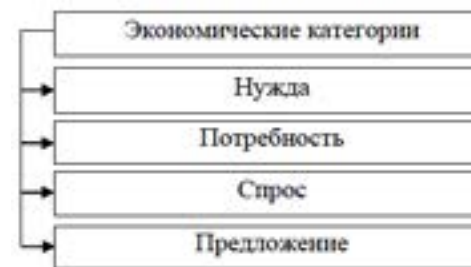 Экономические категории
Нужда
Потребность
Спрос
Предложение